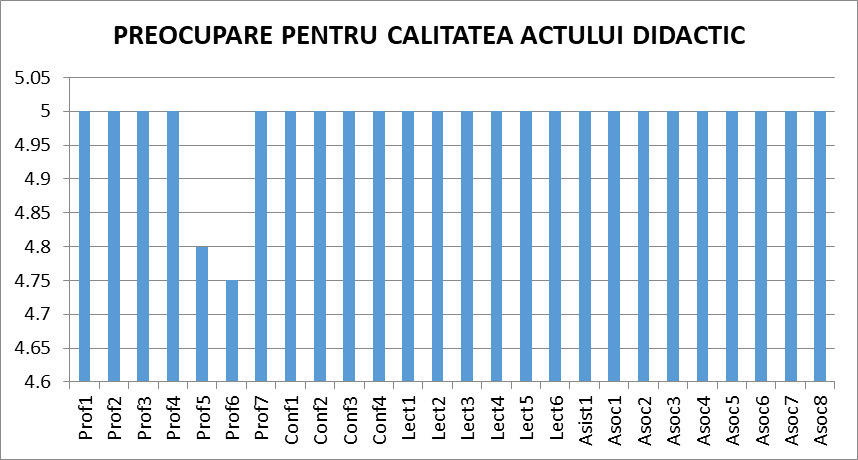 PREOCUPARE PENTRU CALITATEA ACTULUI DIDACTIC
5.05
5
4.95
4.9
4.85
4.8
4.75
4.7
4.65
4.6
Prof1
Prof2
Prof3
Prof4
Prof5
Prof6
Prof7
Conf1
Conf2
Conf3
Conf4
Lect1
Lect2
Lect3
Lect4
Lect5
Lect6
Asist1
Asoc1
Asoc2
Asoc3
Asoc4
Asoc5
Asoc6
Asoc7
Asoc8